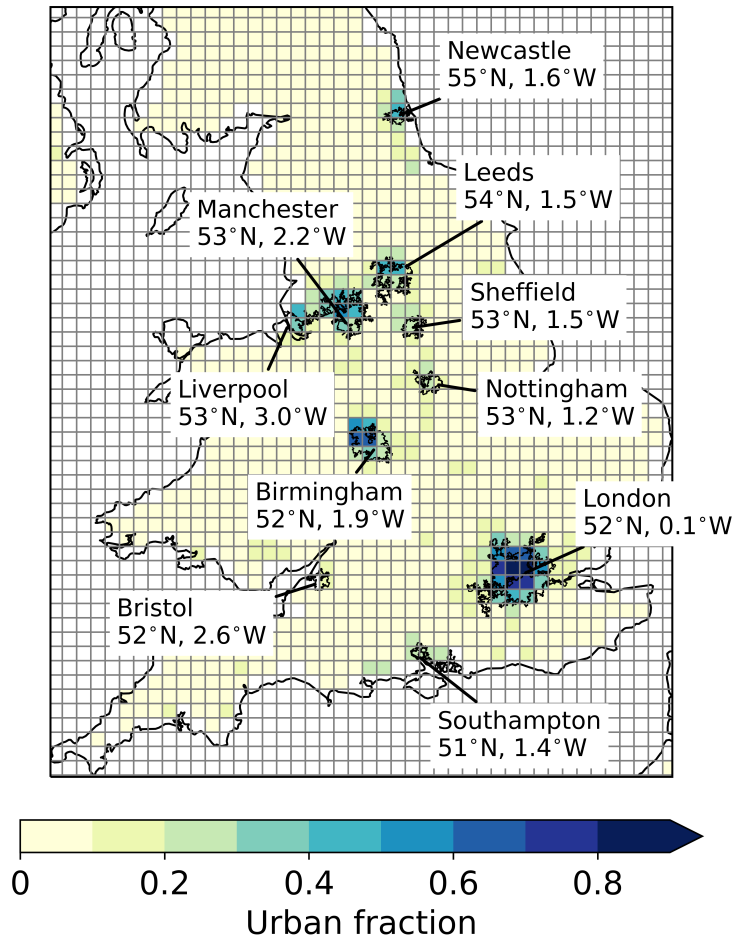 Newcastle
55°N, 1.6°W
Leeds
54°N, 1.5°W
Manchester
53°N, 2.2°W
Sheffield
53°N, 1.5°W
Liverpool
53°N, 3.0°W
Nottingham
53°N, 1.2°W
Birmingham
52°N, 1.9°W
London
52°N, 0.1°W
Bristol
52°N, 2.6°W
Southampton
51°N, 1.4°W
0 0.2 0.4 0.6 0.8
Urban fraction